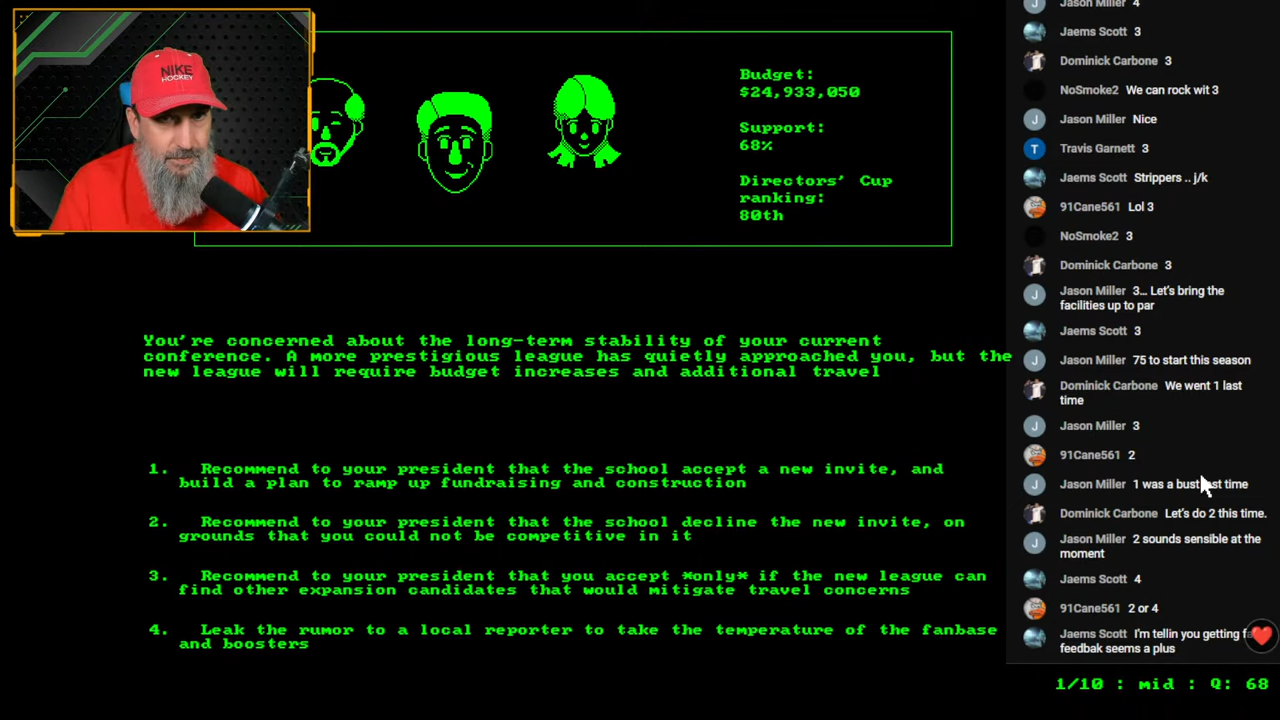 NIKE
HOCKEY
Budget:
$24,933,050
Support:
68%
Directors' Cup
ranking:
80th
You're concerned about the long-term stability of your current
conference. A more prestigious league has quietly approached you, but the
new league will require budget increases and additional travel
1. Recommend to your president that the school accept a new invite, and
build a plan to ramp up fundraising and construction
2. Recommend to your president that the school decline the new invite, on
grounds that you could not be competitive in it
3. Recommend to your president that you accept *only* if the new league can
find other expansion candidates that would mitigate travel concerns
4. Leak the rumor to a local reporter to take the temperature of the fanbase
and boosters
J Jason Miller 4
Jaems Scott 3
Dominick Carbone 3
NoSmoke2 We can rock wit 3
J Jason Miller Nice
T Travis Garnett 3
Jaems Scott Strippers .. j/k
91Cane561 Lol 3
NoSmoke2 3
Dominick Carbone 3
J Jason Miller 3... Let's bring the
facilities up to par
Jaems Scott 3
J Jason Miller 75 to start this season
Dominick Carbone We went 1 last
time
J Jason Miller 3
91Cane561 2
J Jason Miller 1 was a bust last time
Dominick Carbone Let's do 2 this time.
J Jason Miller 2 sounds sensible at the
moment
Jaems Scott 4
91Cane561 2 or 4
Jaems Scott I'm tellin you getting
feedbak seems a plus
1/10 : mid : Q: 68